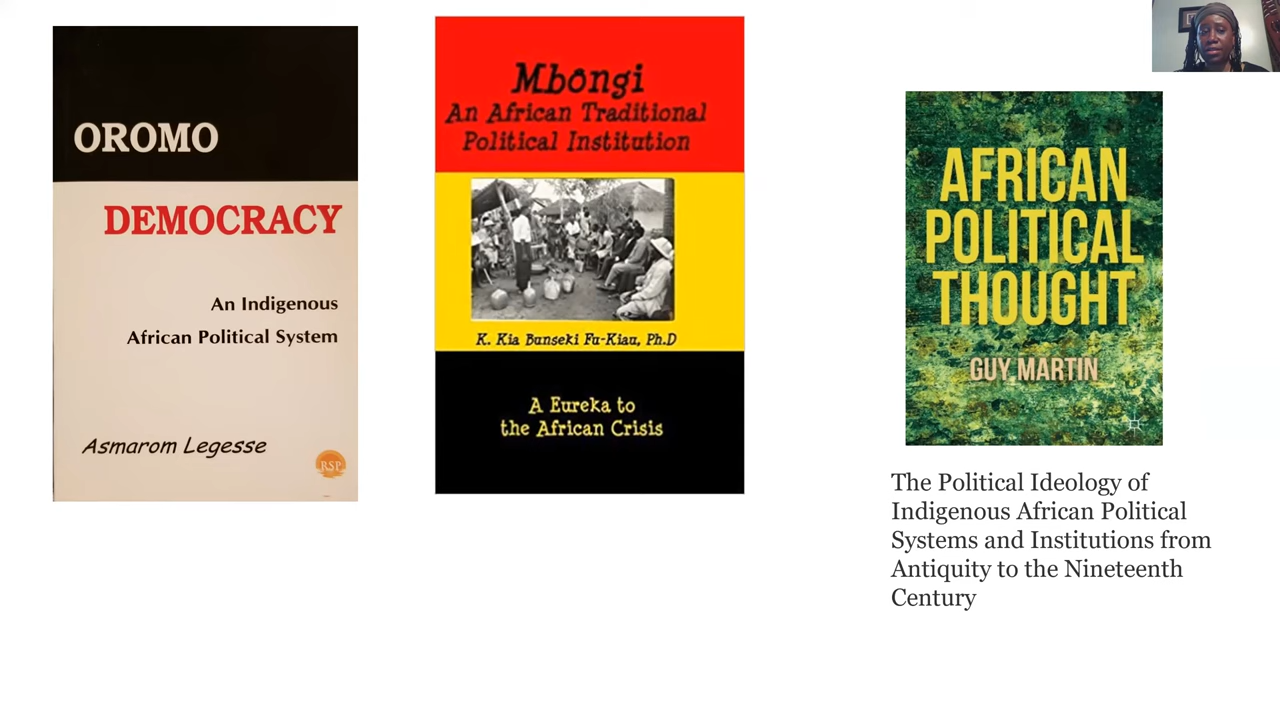 OROMO
DEMOCRACY
An Indigenous
African Political System
Asmarom Legesse
RSP
Mbôngi
An African Traditional
Political Institution
K. Kia Bunseki Fu-Kiau, Ph.D
A Eureka to
the African Crisis
AFRICAN
POLITICAL
THOUGHT
GUY MARTIN
The Political Ideology of
Indigenous African Political
Systems and Institutions from
Antiquity to the Nineteenth
Century